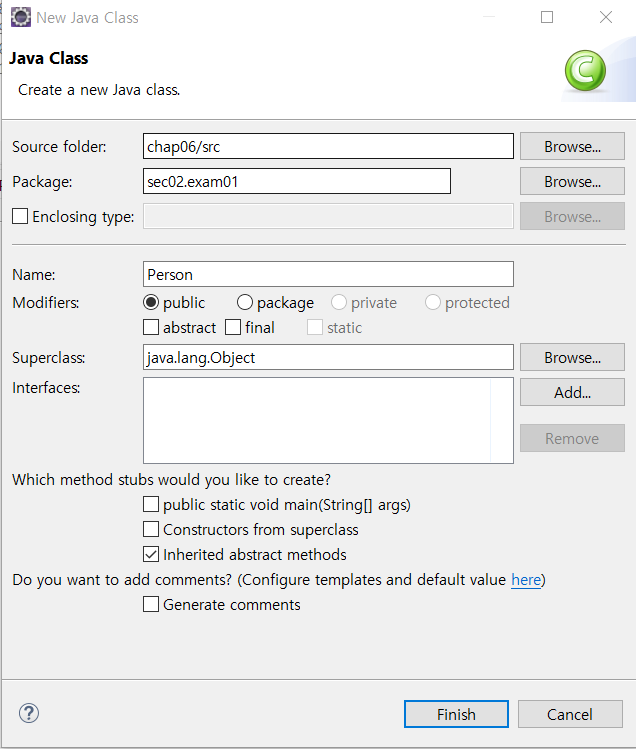 New Java Class
Java Class
Create a new Java class.
C
Source folder: chap06/src Browse...
Package: sec02.exam01 Browse...
Enclosing type: Browse...
Name: Person
Modifiers: public package private protected
abstract final static
Superclass: java.lang.Object Browse...
Interfaces: Add...
Remove
Which method stubs would you like to create?
public static void main(String[] args)
Constructors from superclass
Inherited abstract methods
Do you want to add comments? (Configure templates and default value here)
Generate comments
? Finish Cancel